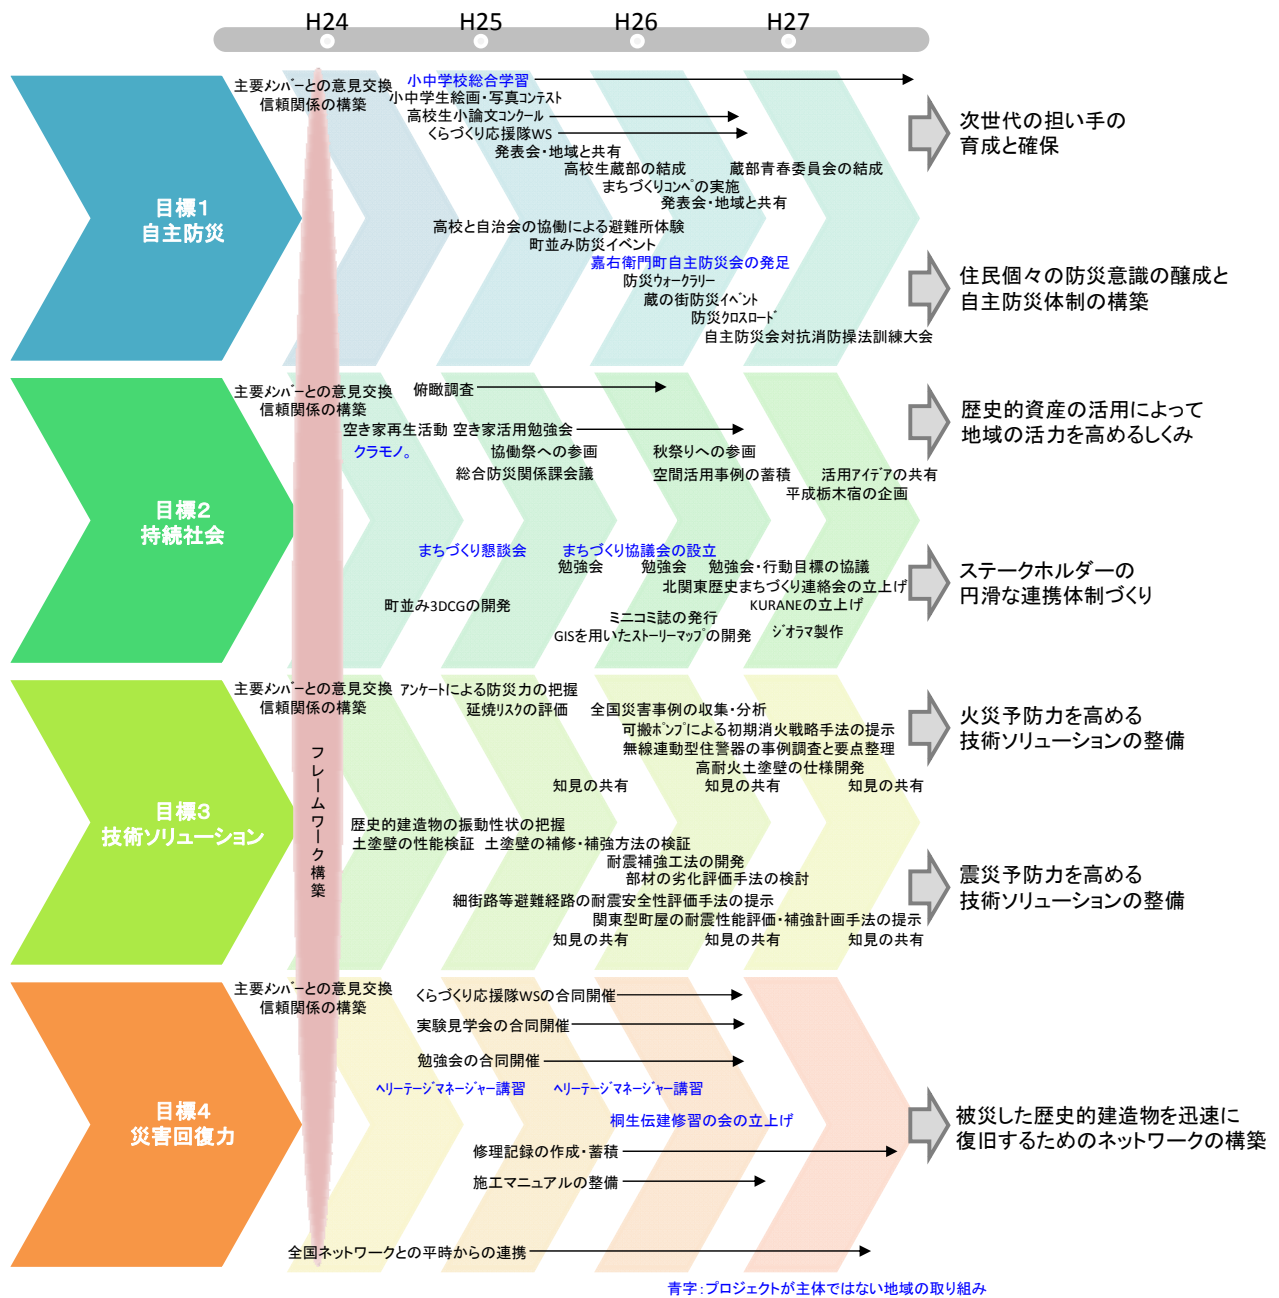 H24 H25 H26 H27
目標1
自主防災
主要メンバーとの意見交換
信頼関係の構築
小中学校総合学習
小中学生絵画・写真コンテスト
高校生小論文コンクール
くらづくり応援隊WS
発表会・地域と共有
高校生蔵部の結成
蔵部青春委員会の結成
まちづくりコンペの実施
発表会・地域と共有
高校と自治会の協働による避難所体験
町並み防災イベント
嘉右衛門町自主防災会の発足
防災ウォークラリー
蔵の街防災イベント
防災クロスロード
自主防災会対抗消防操法訓練大会
次世代の担い手の
育成と確保
住民個々の防災意識の醸成と
自主防災体制の構築
目標2
持続社会
主要メンバーとの意見交換
信頼関係の構築
俯瞰調査
空き家再生活動 空き家活用勉強会
クラモノ。
協働祭への参画
秋祭りへの参画
総合防災関係課会議
空間活用事例の蓄積
活用アイデアの共有
平成栃木宿の企画
まちづくり懇談会
まちづくり協議会の設立
勉強会
勉強会
勉強会・行動目標の協議
北関東歴史まちづくり連絡会の立上げ
町並み3DCGの開発
KURANEの立上げ
ミニコミ誌の発行
GISを用いたストーリーマップの開発
ジオラマ製作
歴史的資産の活用によって
地域の活力を高めるしくみ
ステークホルダーの
円滑な連携体制づくり
目標3
技術ソリューション
フレームワーク構築
主要メンバーとの意見交換
信頼関係の構築
アンケートによる防災力の把握
延焼リスクの評価
全国災害事例の収集・分析
可搬ポンプによる初期消火戦略手法の提示
無線連動型住警器の事例調査と要点整理
高耐火土塗壁の仕様開発
知見の共有
知見の共有
知見の共有
歴史的建造物の振動性状の把握
土塗壁の性能検証
土塗壁の補修・補強方法の検証
耐震補強工法の開発
部材の劣化評価手法の検討
細街路等避難経路の耐震安全性評価手法の提示
関東型町屋の耐震性能評価・補強計画手法の提示
知見の共有
知見の共有
知見の共有
火災予防力を高める
技術ソリューションの整備
震災予防力を高める
技術ソリューションの整備
目標4
災害回復力
主要メンバーとの意見交換
信頼関係の構築
くらづくり応援隊WSの合同開催
実験見学会の合同開催
勉強会の合同開催
ヘリーテージマネージャー講習
ヘリーテージマネージャー講習
桐生伝建修習の会の立上げ
修理記録の作成・蓄積
施工マニュアルの整備
全国ネットワークとの平時からの連携
被災した歴史的建造物を迅速に
復旧するためのネットワークの構築
青字：プロジェクトが主体ではない地域の取り組み